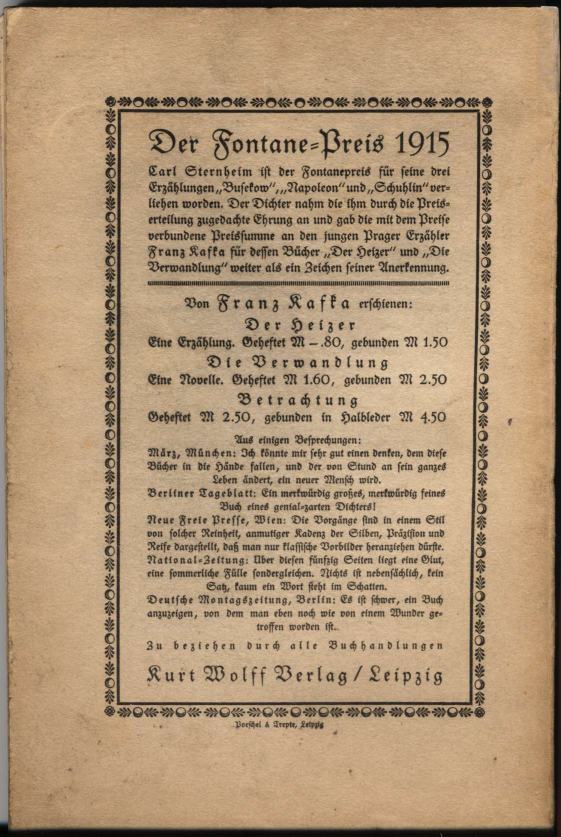 Der Fontane-Preis 1915
Carl Sternheim ist der Fontanepreis für seine drei
Erzählungen „Busekow“, „Napoleon“ und „Schuhlin“ ver-
liehen worden. Der Dichter nahm die ihm durch die Preis-
erteilung zugedachte Ehrung an und gab die mit dem Preise
verbundene Preissumme an den jungen Prager Erzähler
Franz Kafka für dessen Bücher „Der Heizer“ und „Die
Verwandlung“ weiter als ein Zeichen seiner Anerkennung.
Von Franz Kafka erschienen:
Der Heizer
Eine Erzählung. Geheftet M –.80, gebunden M 1.50
Die Verwandlung
Eine Novelle. Geheftet M 1.60, gebunden M 2.50
Betrachtung
Geheftet M 2.50, gebunden in Halbleder M 4.50
Aus einigen Besprechungen:
März, München: Ich könnte mir sehr gut einen denken, dem diese
Bücher in die Hände fallen, und der von Stund an sein ganzes
Leben ändert, ein neuer Mensch wird.
Berliner Tageblatt: Ein merkwürdig großes, merkwürdig feines
Buch eines genial-zarten Dichters!
Neue Freie Presse, Wien: Die Vorgänge sind in einem Stil
von solcher Reinheit, anmutiger Kadenz der Silben, Präzision und
Reife dargestellt, daß man nur klassische Vorbilder heranziehen dürfte.
National-Zeitung: Über diesen fünfzig Seiten liegt eine Glut,
eine sommerliche Fülle sondergleichen. Nichts ist nebensächlich, kein
Satz, kaum ein Wort steht im Schatten.
Deutsche Montagszeitung, Berlin: Es ist schwer, ein Buch
anzuzeigen, von dem man eben noch wie von einem Wunder ge-
troffen worden ist.
Zu beziehen durch alle Buchhandlungen
Kurt Wolff Verlag / Leipzig
Poeschel & Trepte, Leipzig